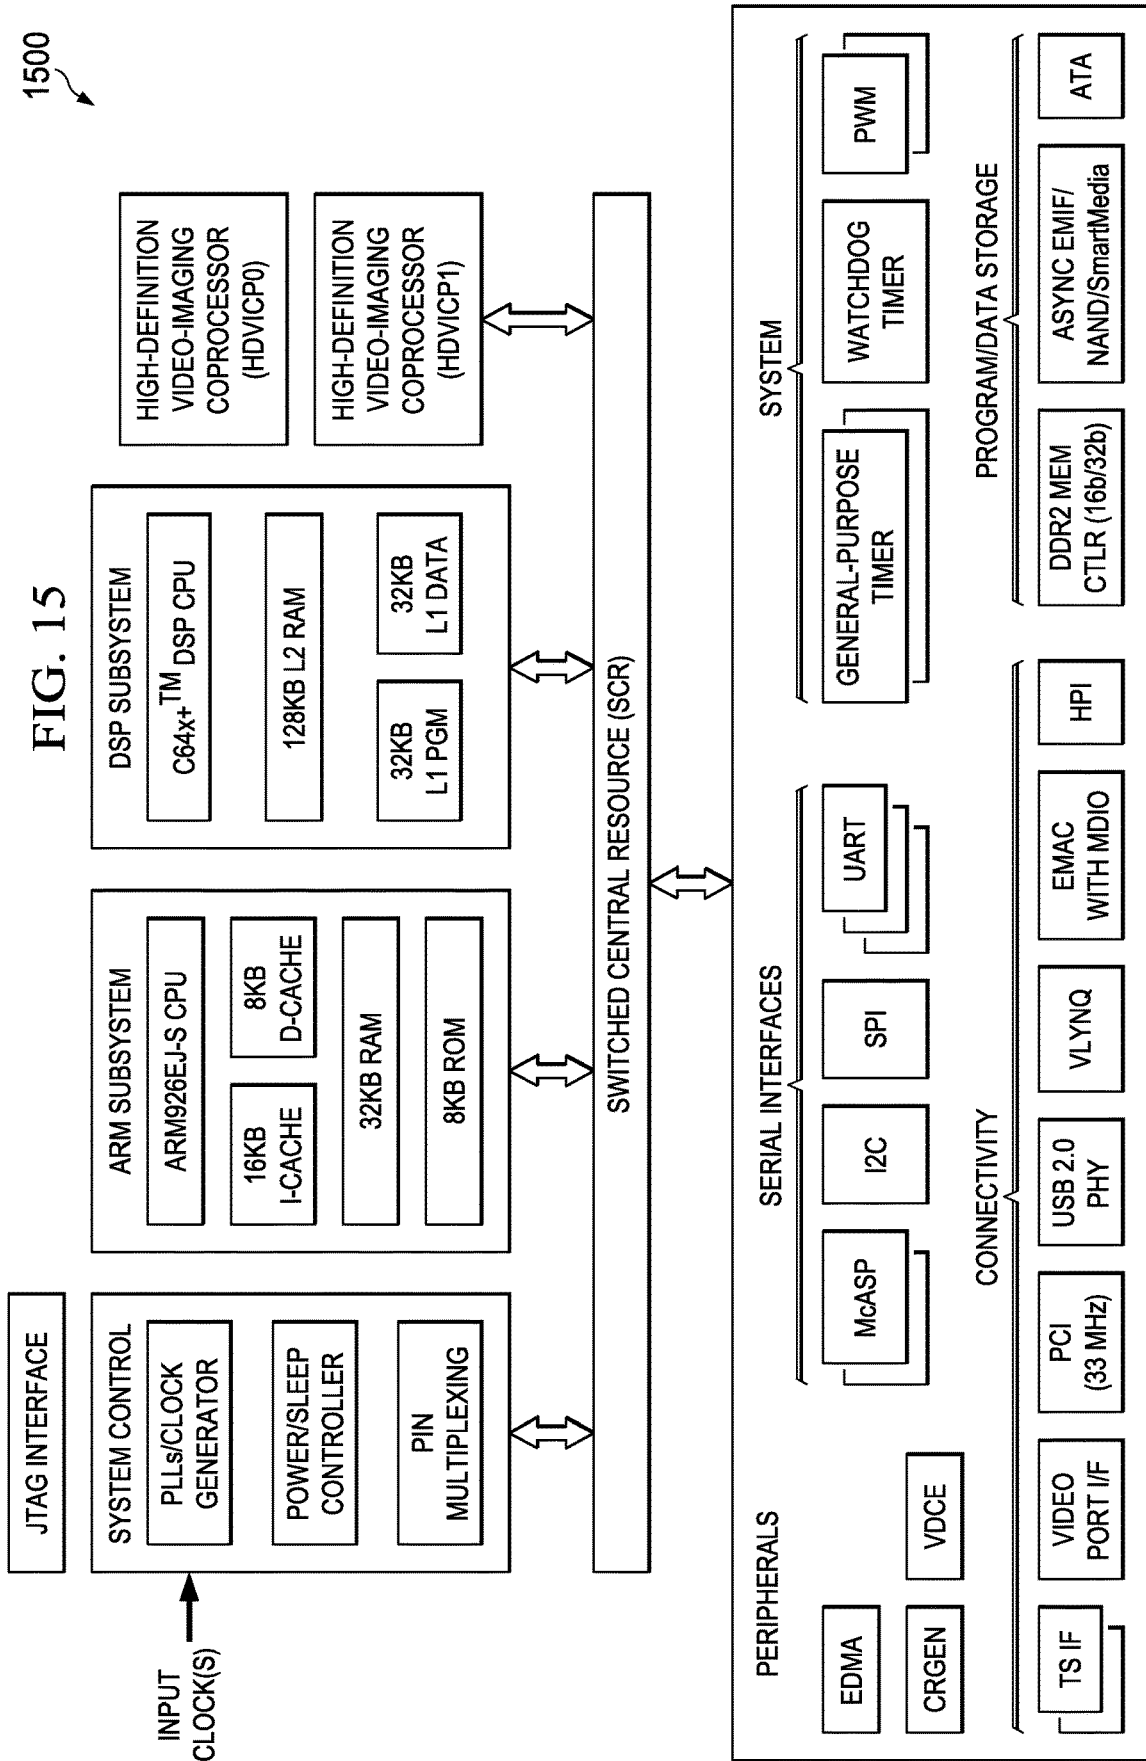 FIG. 15
1500
JTAG INTERFACE
INPUT
CLOCK(S)
SYSTEM CONTROL
PLLs/CLOCK
GENERATOR
POWER/SLEEP
CONTROLLER
PIN
MULTIPLEXING
ARM SUBSYSTEM
ARM926EJ-S CPU
16KB
I-CACHE
8KB
D-CACHE
32KB RAM
8KB ROM
DSP SUBSYSTEM
C64x+TM DSP CPU
128KB L2 RAM
32KB
L1 PGM
32KB
L1 DATA
HIGH-DEFINITION
VIDEO-IMAGING
COPROCESSOR
(HDVICP0)
HIGH-DEFINITION
VIDEO-IMAGING
COPROCESSOR
(HDVICP1)
SWITCHED CENTRAL RESOURCE (SCR)
PERIPHERALS
EDMA
CRGEN
VDCE
SERIAL INTERFACES
McASP
I2C
SPI
UART
SYSTEM
GENERAL-PURPOSE
TIMER
WATCHDOG
TIMER
PWM
CONNECTIVITY
TS IF
VIDEO
PORT I/F
PCI
(33 MHz)
USB 2.0
PHY
VLYNQ
EMAC
WITH MDIO
HPI
PROGRAM/DATA STORAGE
DDR2 MEM
CTLR (16b/32b)
ASYNC EMIF/
NAND/SmartMedia
ATA